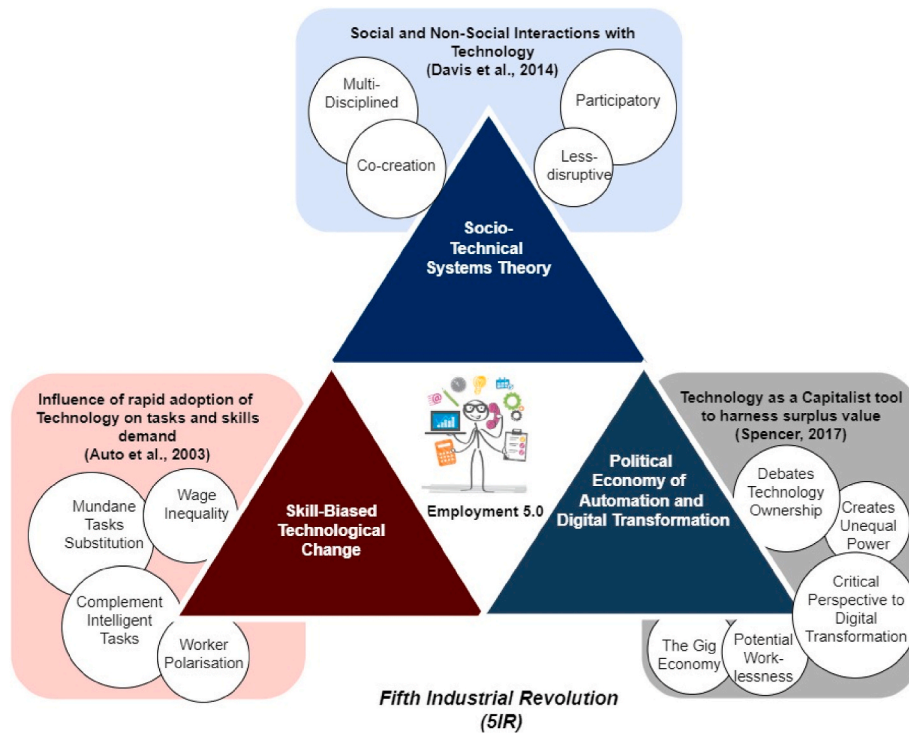 Social and Non-Social Interactions with
Technology
(Davis et al., 2014)
Multi-
Disciplined
Co-creation
Participatory
Less-
disruptive
Socio-
Technical
Systems Theory
Influence of rapid adoption of
Technology on tasks and skills
demand
(Auto et al., 2003)
Mundane
Tasks
Substitution
Wage
Inequality
Complement
Intelligent
Tasks
Worker
Polarisation
Skill-Biased
Technological
Change
Employment 5.0
Political
Economy of
Automation and
Digital Transformation
Technology as a Capitalist tool
to harness surplus value
(Spencer, 2017)
Debates
Technology
Ownership
Creates
Unequal
Power
Critical
Perspective to
Digital
Transformation
The Gig
Economy
Potential
Work-
lessness
Fifth Industrial Revolution
(5IR)